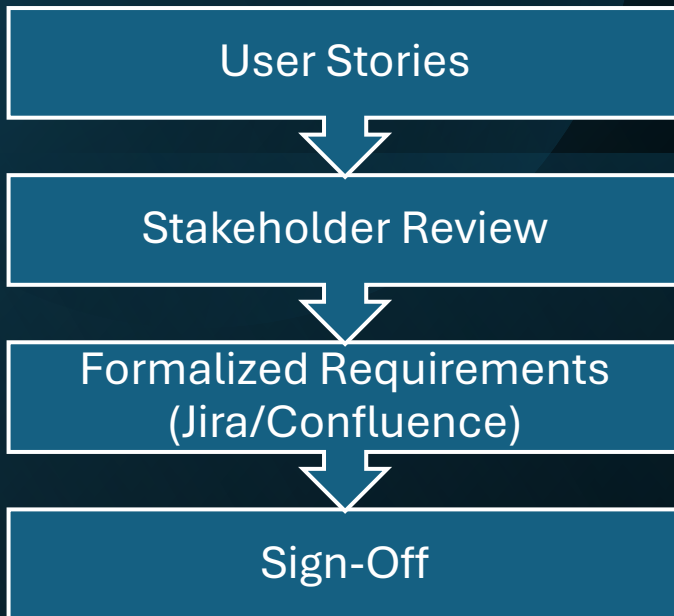 User Stories
Stakeholder Review
Formalized Requirements
(Jira/Confluence)
Sign-Off